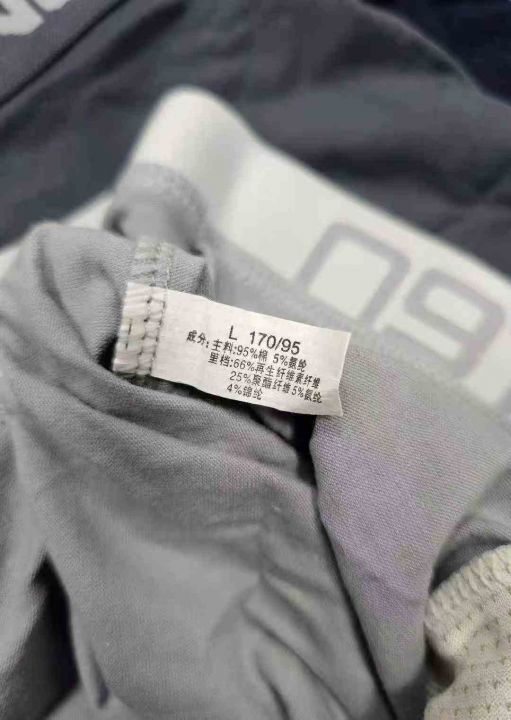 L 170/95
成分:主料:95%棉 5%氨纶
里裆:66%再生纤维素纤维
25%聚酯纤维5%氨纶
4%锦纶
09